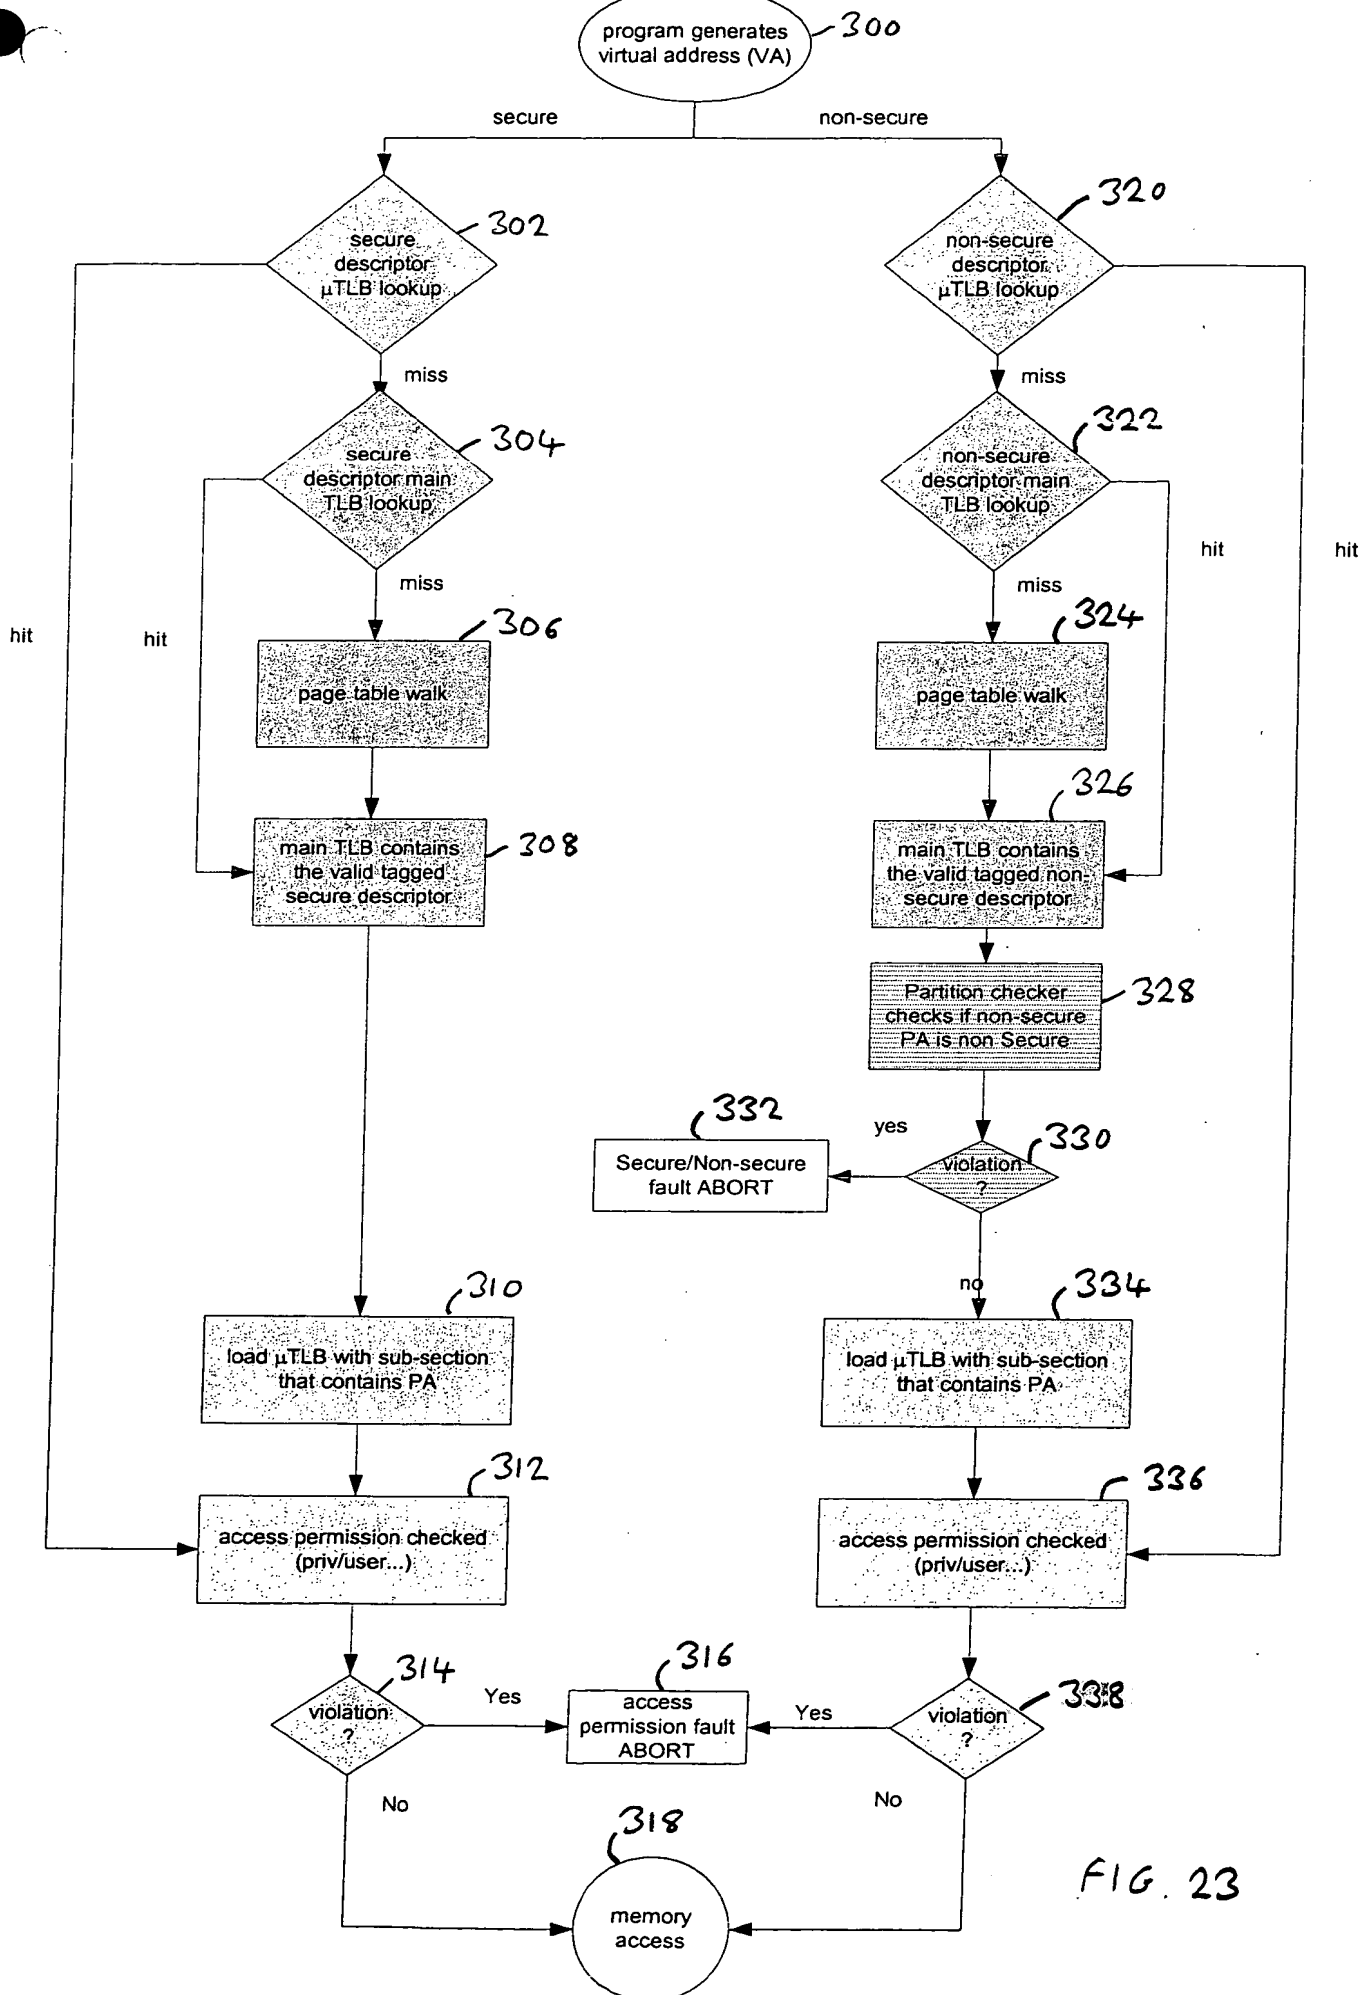 program generates
virtual address (VA)
300
secure
non-secure
secure
descriptor
µTLB lookup
302
non-secure
descriptor
µTLB lookup
320
miss
miss
secure
descriptor main
TLB lookup
304
non-secure
descriptor main
TLB lookup
322
hit
hit
miss
miss
hit
hit
page table walk
306
page table walk
324
main TLB contains
the valid tagged
secure descriptor
308
main TLB contains
the valid tagged non-
secure descriptor
326
Partition checker
checks if non-secure
PA is non Secure
328
violation
?
330
yes
Secure/Non-secure
fault ABORT
332
no
load µTLB with sub-section
that contains PA
310
load µTLB with sub-section
that contains PA
334
access permission checked
(priv/user...)
312
access permission checked
(priv/user...)
336
violation
?
314
Yes
access
permission fault
ABORT
316
Yes
violation
?
338
No
No
memory
access
318
FIG. 23